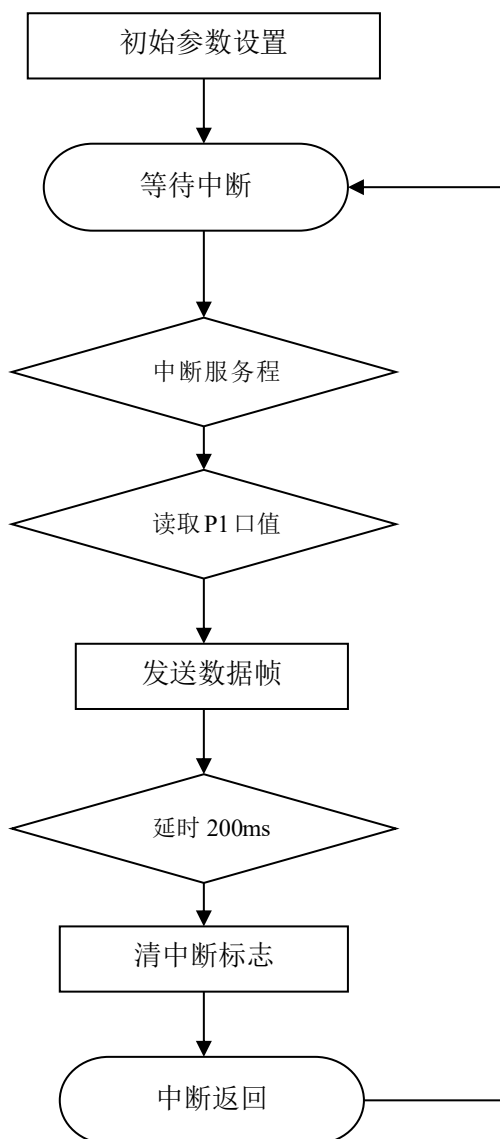 初始参数设置
等待中断
中断服务程
读取P1口值
发送数据帧
延时 200ms
清中断标志
中断返回